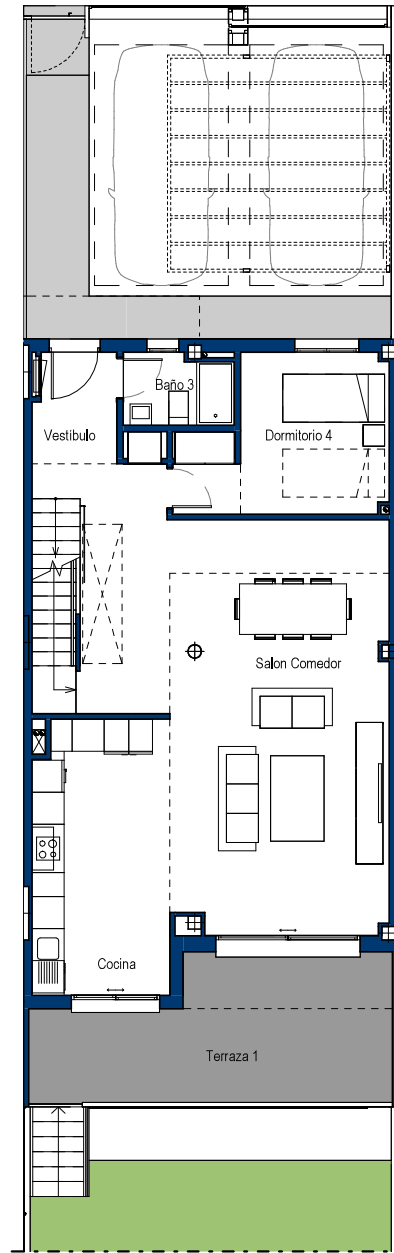 Baño 3
Vestibulo
Dormitorio 4
Salon Comedor
Cocina
Terraza 1